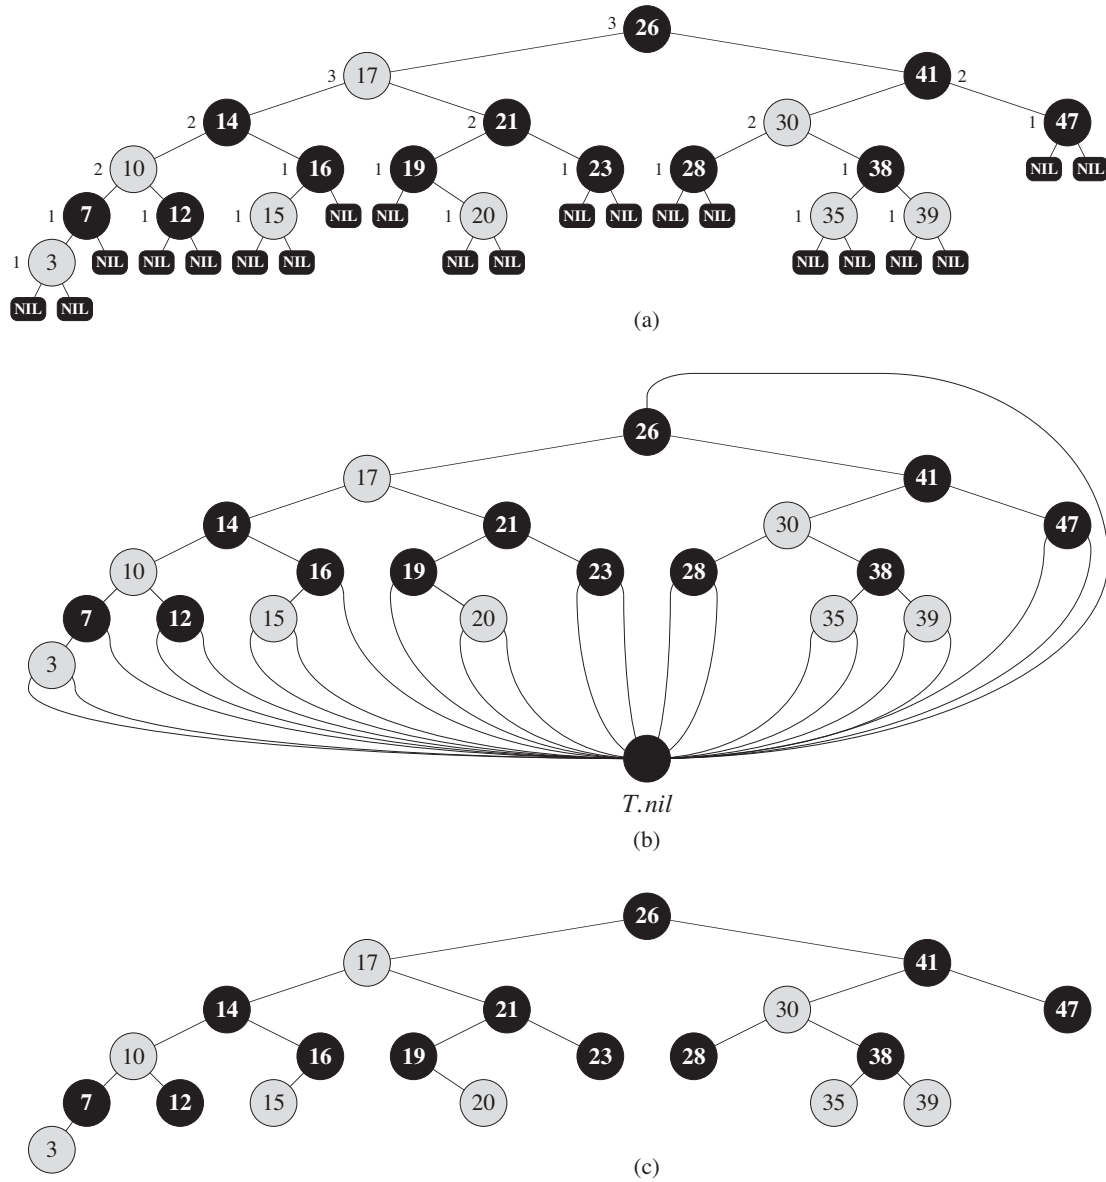 3 26
3 17 41 2
2 14 2 21 2 30 1 47
2 10 1 16 1 19 1 23 1 28 1 38 NIL NIL
1 7 1 12 1 15 NIL NIL 1 20 NIL NIL NIL NIL 1 35 1 39
1 3 NIL NIL NIL NIL NIL NIL NIL NIL NIL NIL NIL
NIL NIL
(a)
26
17 41
14 21 30 47
10 16 19 23 28 38
7 12 15 20 35 39
3
T.nil
(b)
26
17 41
14 21 30 47
10 16 19 23 28 38
7 12 15 20 35 39
3
(c)